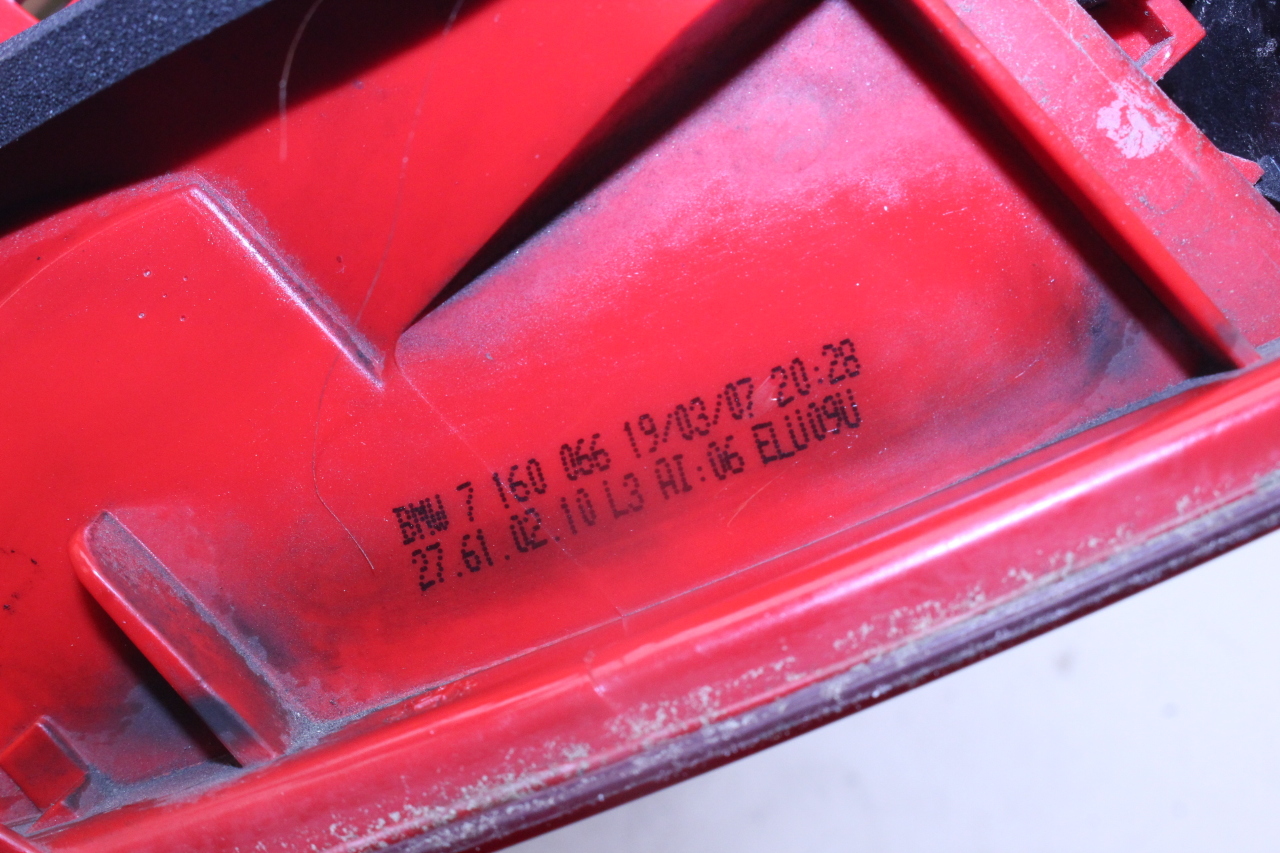 BMW 7 160 066 19/03/07 20:28
27.61.02.10 L3 AI:06 ELU09U